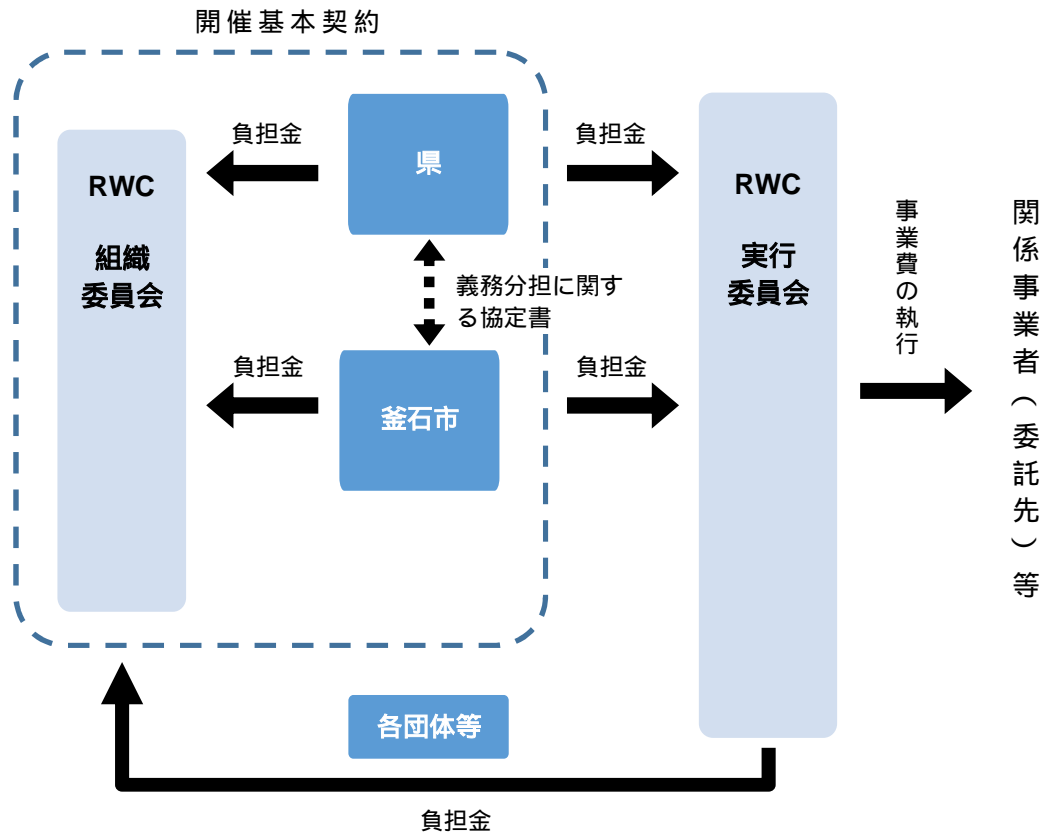 開催基本契約
負担金
県
負担金
RWC
組織
委員会
義務分担に関す
る協定書
RWC
実行
委員会
負担金
釜石市
負担金
事業費の執行
関係事業者（委託先）等
各団体等
負担金